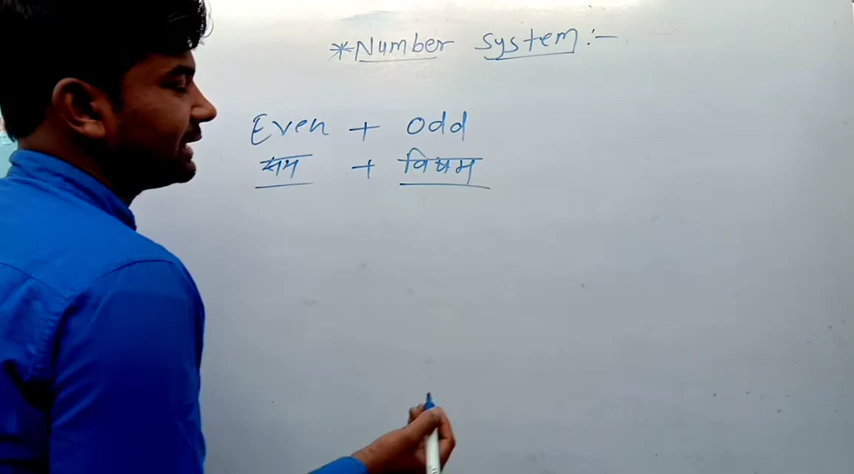 *Number System:-
Even + Odd
सम + विषम